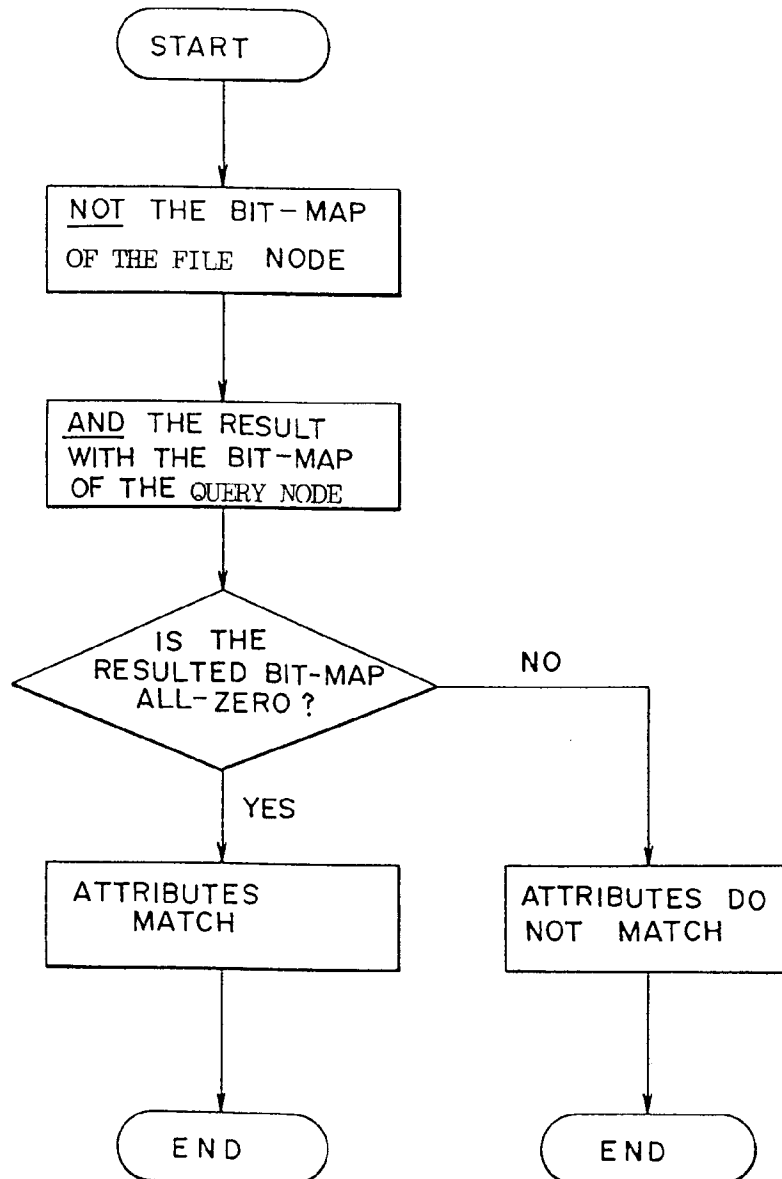 START
NOT THE BIT-MAP
OF THE FILE NODE
AND THE RESULT
WITH THE BIT-MAP
OF THE QUERY NODE
IS THE
RESULTED BIT-MAP
ALL-ZERO?
NO
YES
ATTRIBUTES
MATCH
ATTRIBUTES DO
NOT MATCH
END
END